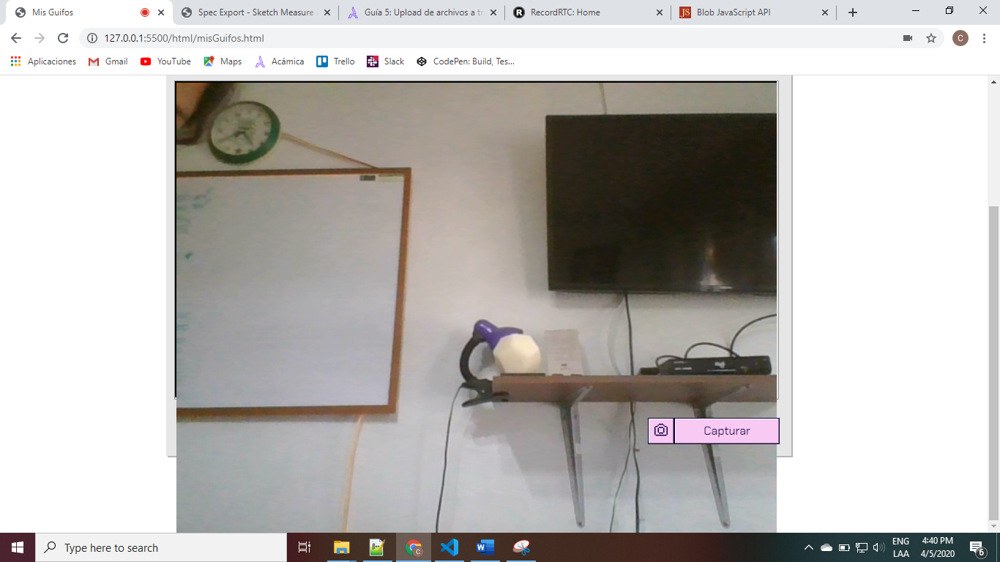 Mis Guifos
Spec Export - Sketch Measure
Guía 5: Upload de archivos a tr
RecordRTC: Home
JS
Blob JavaScript API
127.0.0.1:5500/html/misGuifos.html
C
Aplicaciones
Gmail
YouTube
Maps
Acámica
Trello
Slack
CodePen: Build, Tes...
Capturar
Type here to search
ENG
LAA
4:40 PM
4/5/2020
6